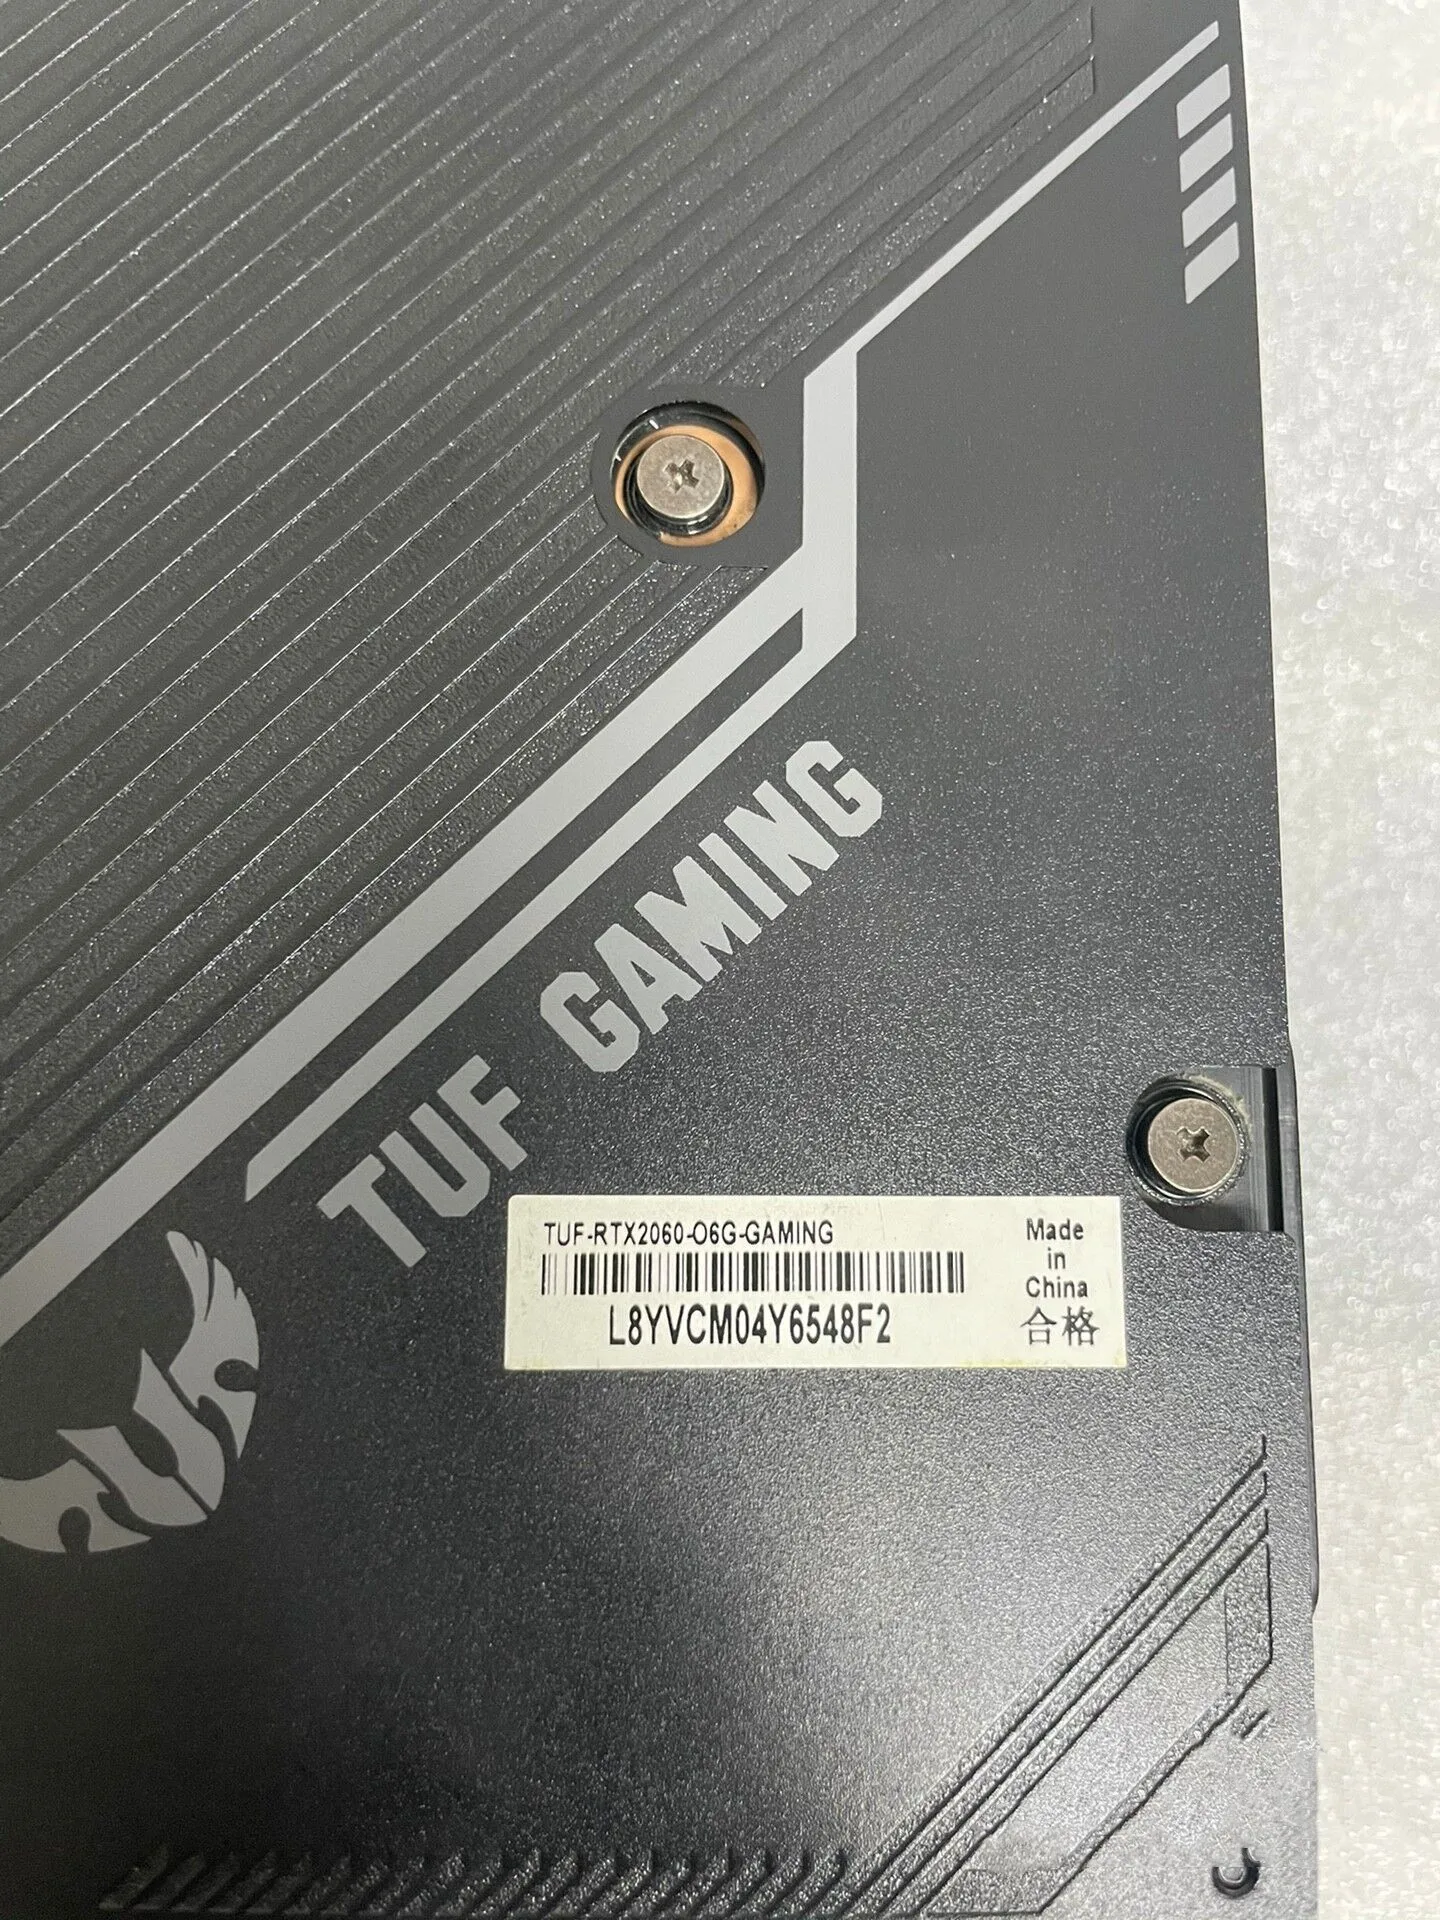 TUF GAMING
TUF-RTX2060-O6G-GAMING
L8YVCM04Y6548F2
Made
in
China
合格